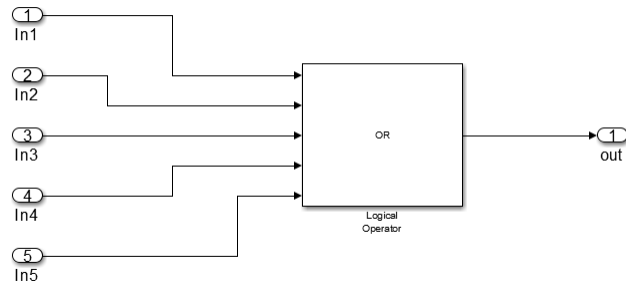 1
In1
2
In2
3
In3
4
In4
5
In5
OR
Logical
Operator
1
out